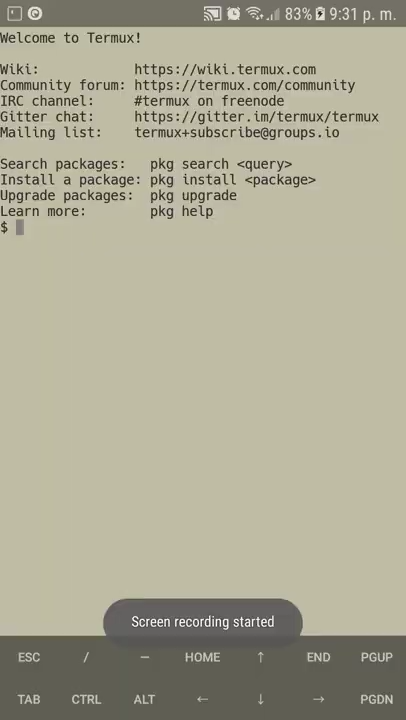 83% 9:31 p. m.
Welcome to Termux!
Wiki: https://wiki.termux.com
Community forum: https://termux.com/community
IRC channel: #termux on freenode
Gitter chat: https://gitter.im/termux/termux
Mailing list: termux+subscribe@groups.io
Search packages: pkg search <query>
Install a package: pkg install <package>
Upgrade packages: pkg upgrade
Learn more: pkg help
$
Screen recording started
ESC / — HOME ↑ END PGUP
TAB CTRL ALT ← ↓ → PGDN